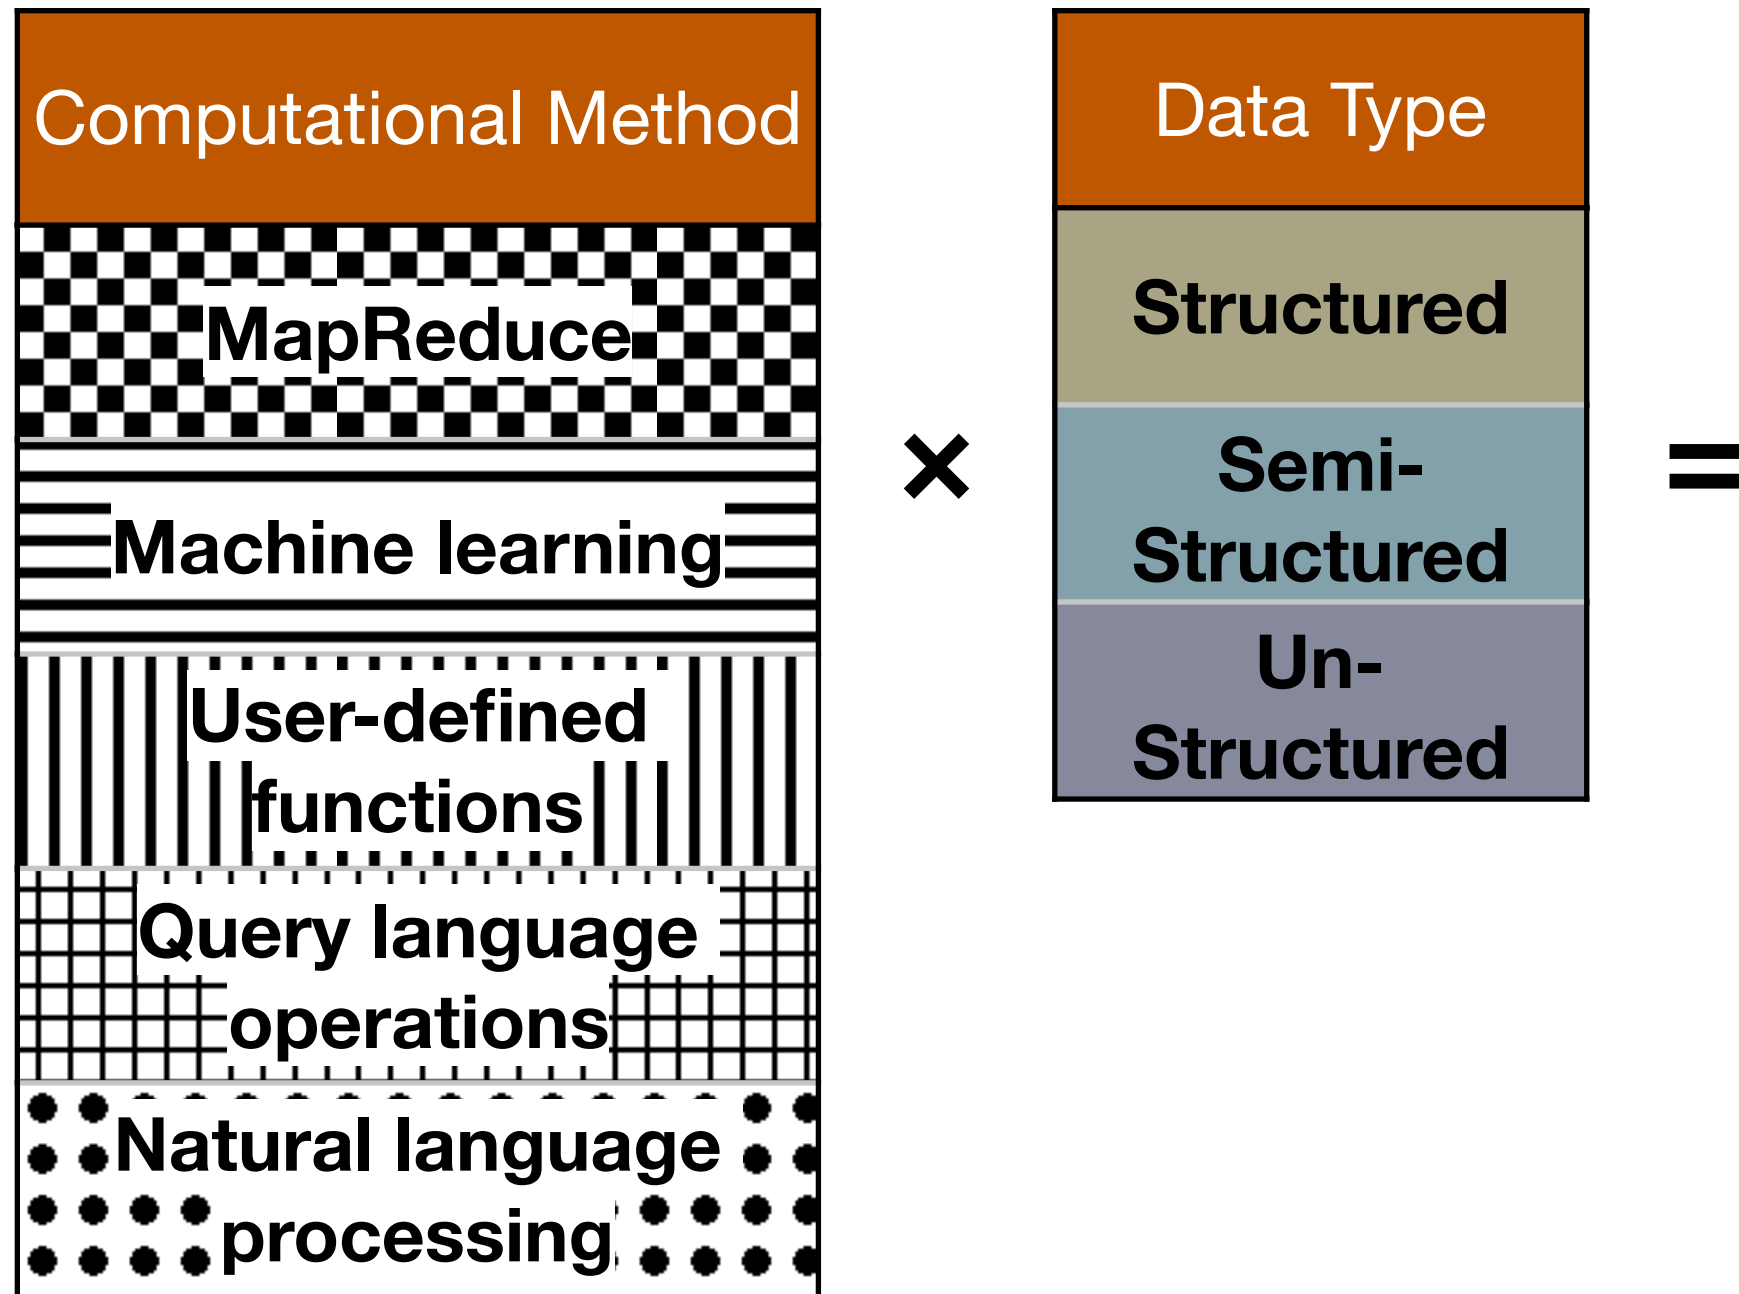 Computational Method
MapReduce
Machine learning
User-defined
functions
Query language
operations
Natural language
processing
×
Data Type
Structured
Semi-
Structured
Un-
Structured
=